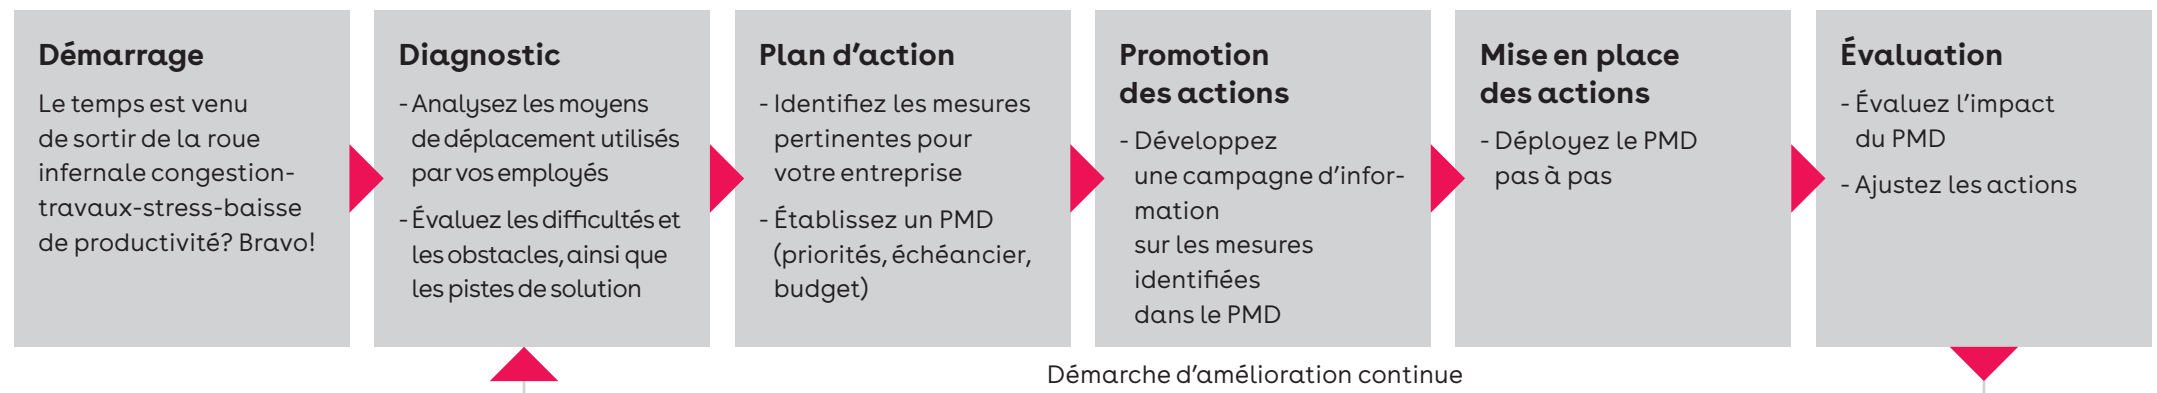 Démarrage
Le temps est venu
de sortir de la roue
infernale congestion-
travaux-stress-baisse
de productivité? Bravo!
Diagnostic
- Analysez les moyens
de déplacement utilisés
par vos employés
- Évaluez les difficultés et
les obstacles, ainsi que
les pistes de solution
Plan d’action
- Identifiez les mesures
pertinentes pour
votre entreprise
- Établissez un PMD
(priorités, échéancier,
budget)
Promotion
des actions
- Développez
une campagne d’infor-
mation
sur les mesures
identifiées
dans le PMD
Mise en place
des actions
- Déployez le PMD
pas à pas
Évaluation
- Évaluez l’impact
du PMD
- Ajustez les actions
Démarche d’amélioration continue